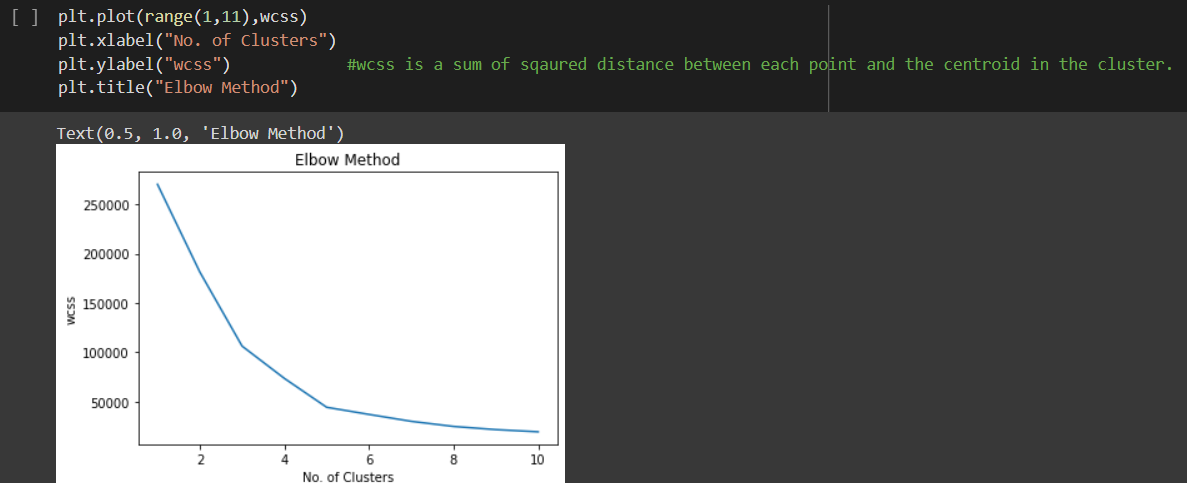 [ ] plt.plot(range(1,11),wcss)
plt.xlabel("No. of Clusters")
plt.ylabel("wcss") #wcss is a sum of sqaured distance between each point and the centroid in the cluster.
plt.title("Elbow Method")
Text(0.5, 1.0, 'Elbow Method')
Elbow Method
250000
200000
150000
100000
50000
wcss
2 4 6 8 10
No. of Clusters